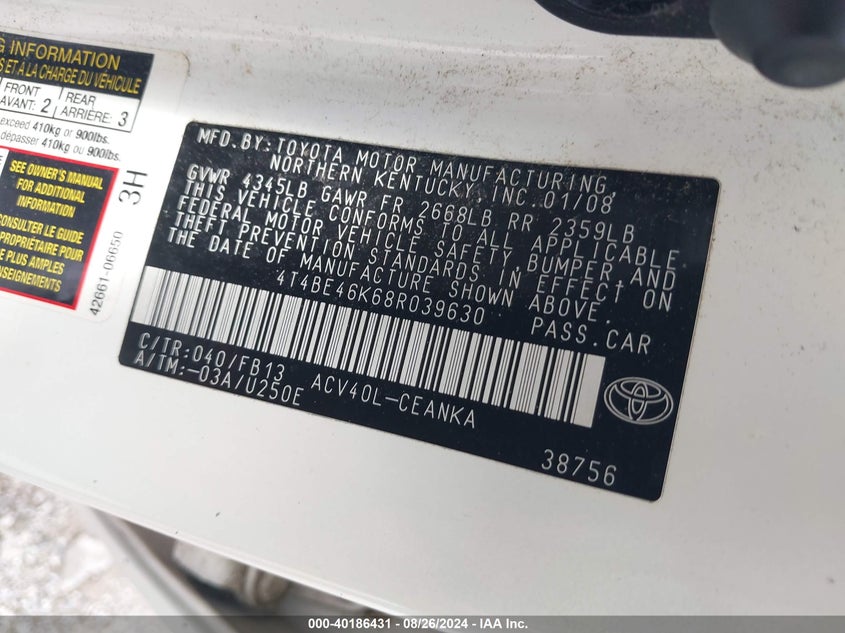 G INFORMATION
S ET À LA CHARGE DU VÉHICULE
FRONT
AVANT: 2
REAR
ARRIÈRE: 3
exceed 410kg or 900lbs.
dépasser 410kg ou 900lbs.
SEE OWNER'S MANUAL
FOR ADDITIONAL
INFORMATION
CONSULTER LE GUIDE
PROPRIÉTAIRE POUR
PLUS AMPLES
ENSEIGNEMENTS
3H
42661-06650
MFD.BY:TOYOTA MOTOR MANUFACTURING
NORTHERN KENTUCKY,INC.01/08
GVWR 4345LB GAWR FR 2668LB RR 2359LB
THIS VEHICLE CONFORMS TO ALL APPLICABLE
FEDERAL MOTOR VEHICLE SAFETY,BUMPER,AND
THEFT PREVENTION STANDARDS IN EFFECT ON
THE DATE OF MANUFACTURE SHOWN ABOVE.
4T4BE46K68R039630 PASS.CAR
C/TR:040/FB13
A/TM:-03A/U250E
ACV40L-CEANKA
TOYOTA
38756
000-40186431 - 08/26/2024 - IAA Inc.